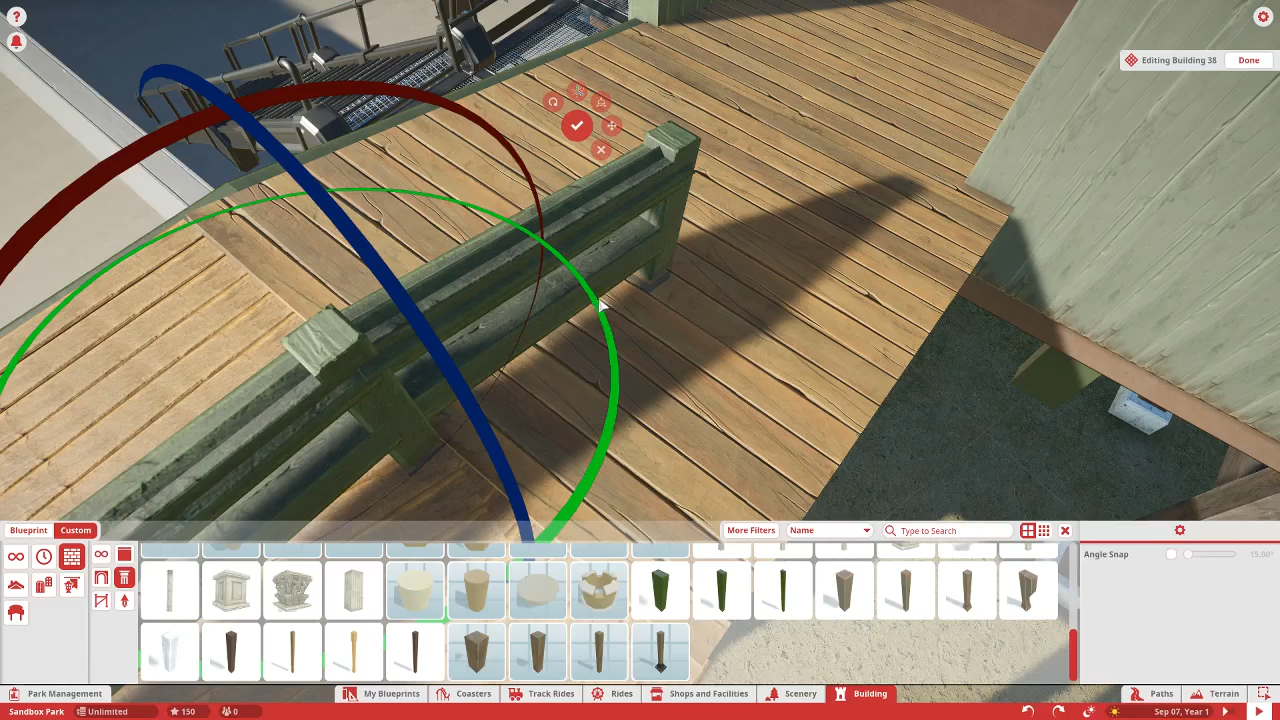 ?
Editing Building 38 Done
Blueprint Custom
More Filters Name Type to Search
Angle Snap 15.00°
Park Management My Blueprints Coasters Track Rides Rides Shops and Facilities Scenery Building Paths Terrain
Sandbox Park Unlimited 150 0 Sep 07, Year 1